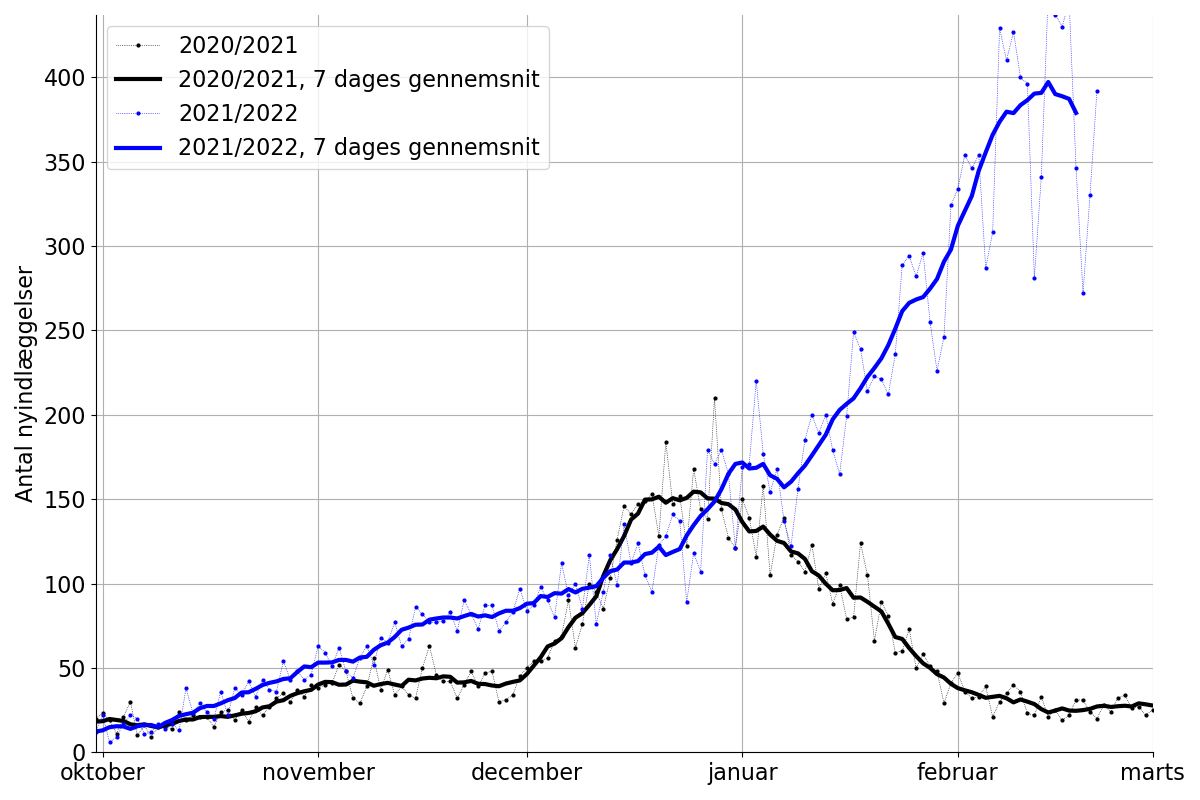 2020/2021
2020/2021, 7 dages gennemsnit
2021/2022
2021/2022, 7 dages gennemsnit
Antal nyindlæggelser
400
350
300
250
200
150
100
50
0
oktober november december januar februar marts